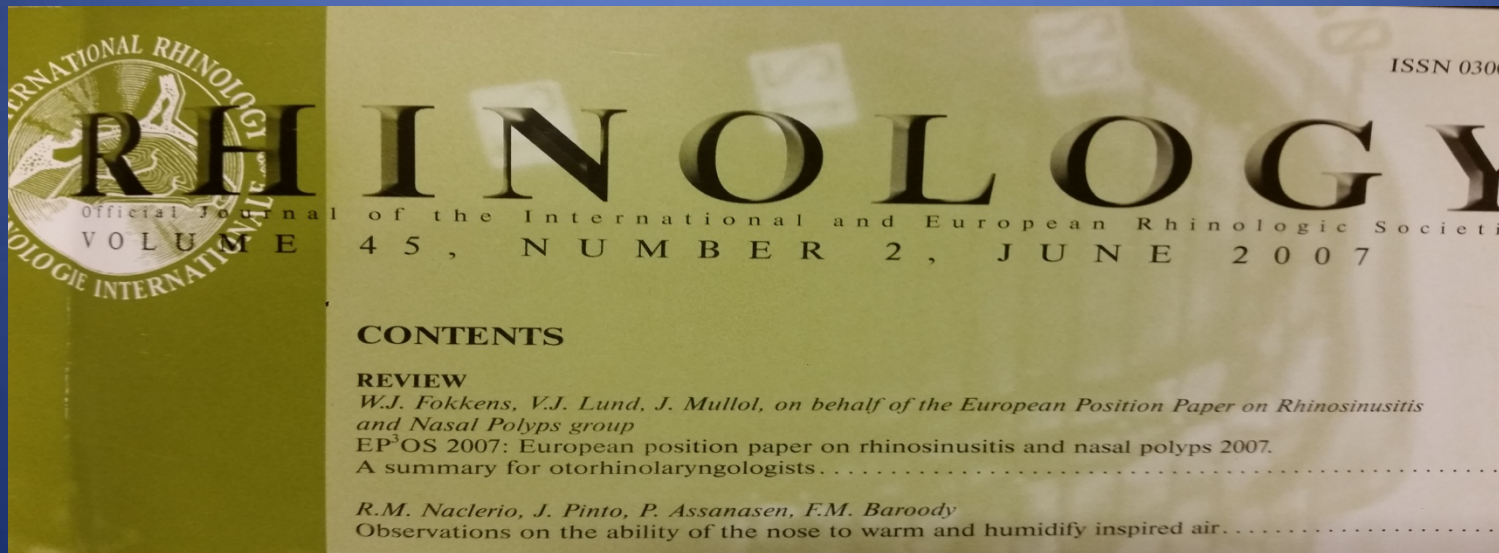 INTERNATIONAL RHINOLOGY
ISSN 030
RHINOLOGY
Official Journal of the International and European Rhinologic Societi
VOLUME 45, NUMBER 2, JUNE 2007
INTERNATIONALE
CONTENTS
REVIEW
W.J. Fokkens, V.J. Lund, J. Mullol, on behalf of the European Position Paper on Rhinosinusitis
and Nasal Polyps group
EP³OS 2007: European position paper on rhinosinusitis and nasal polyps 2007.
A summary for otorhinolaryngologists
R.M. Naclerio, J. Pinto, P. Assanasen, F.M. Baroody
Observations on the ability of the nose to warm and humidify inspired air